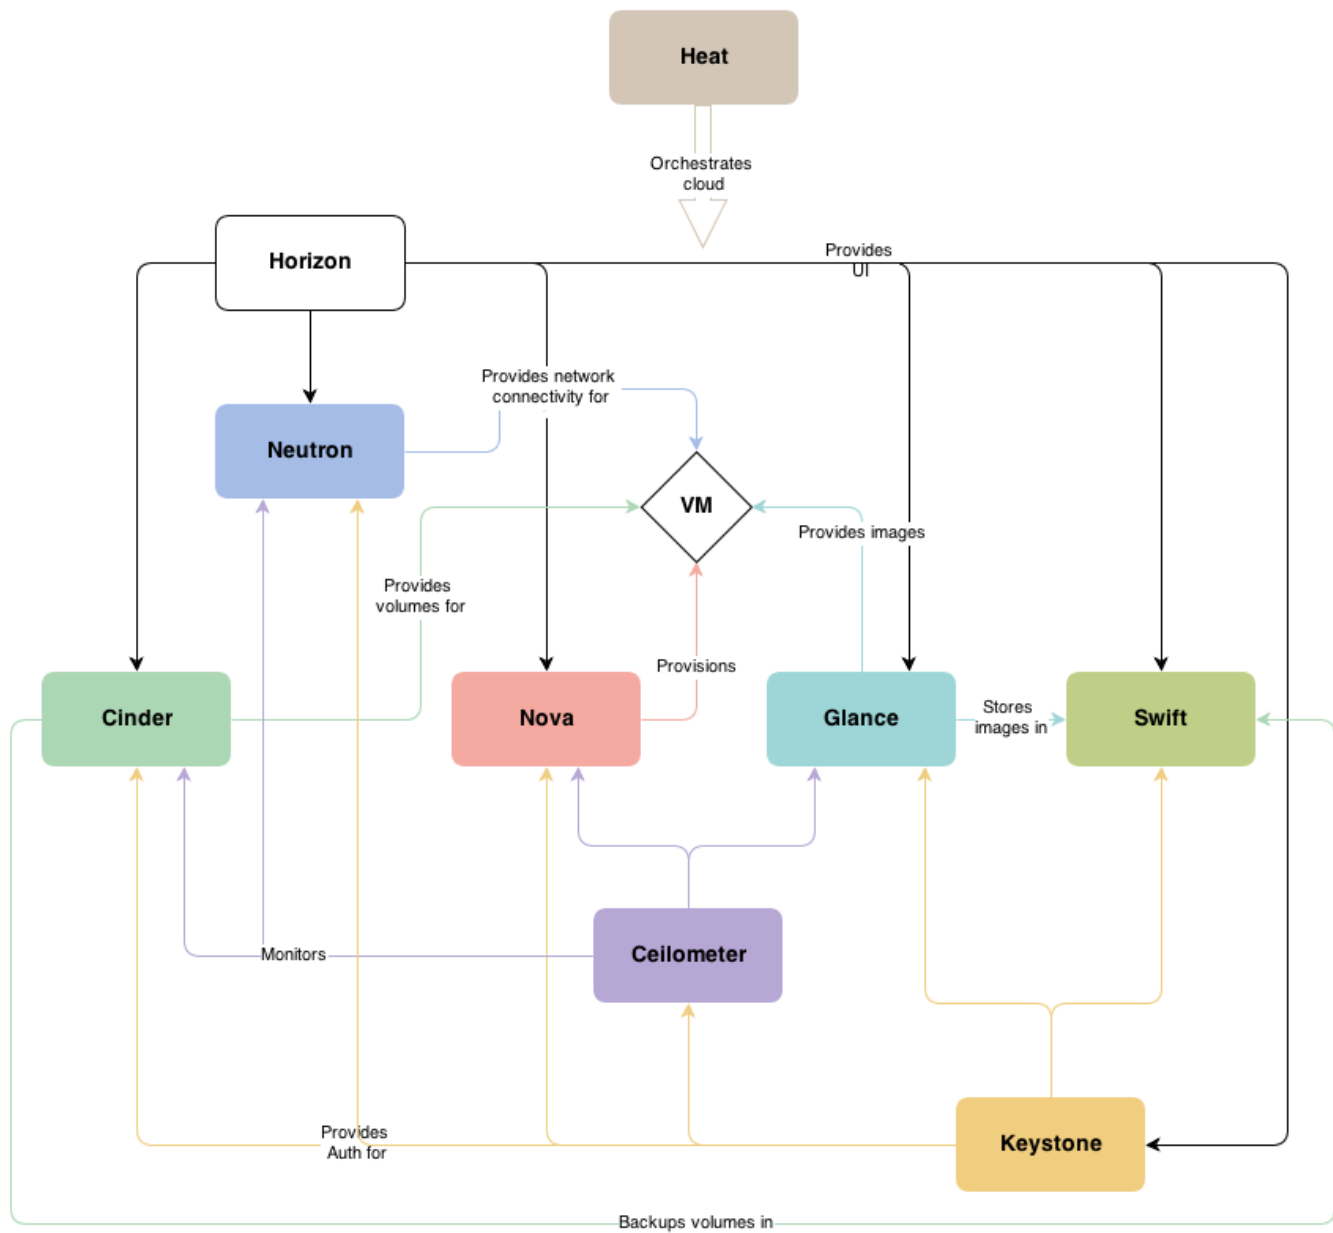 Heat
Orchestrates
cloud
Provides
UI
Horizon
Provides network
connectivity for
Neutron
VM
Provides images
Provides
volumes for
Provisions
Cinder
Nova
Glance
Stores
images in
Swift
Monitors
Ceilometer
Provides
Auth for
Keystone
Backups volumes in